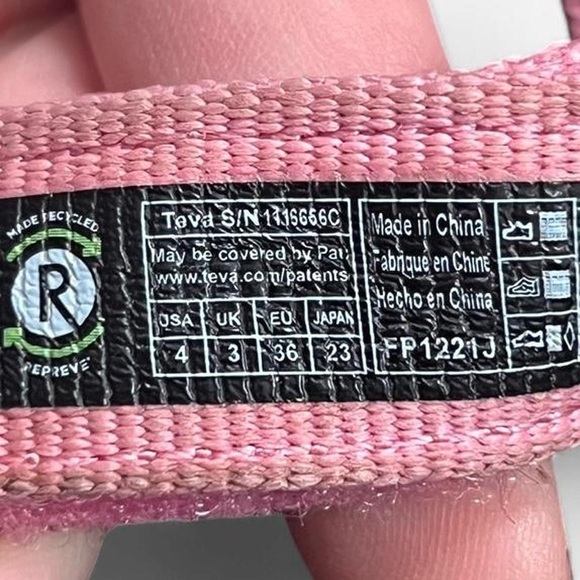 MADE RECYCLED
R
REPREVE
Teva S/N 1116656C
May be covered by Pat:
www.teva.com/patents
USA UK EU JAPAN
4 3 36 23
Made in China
Fabriqué en Chine
Hecho en China
FP1221J